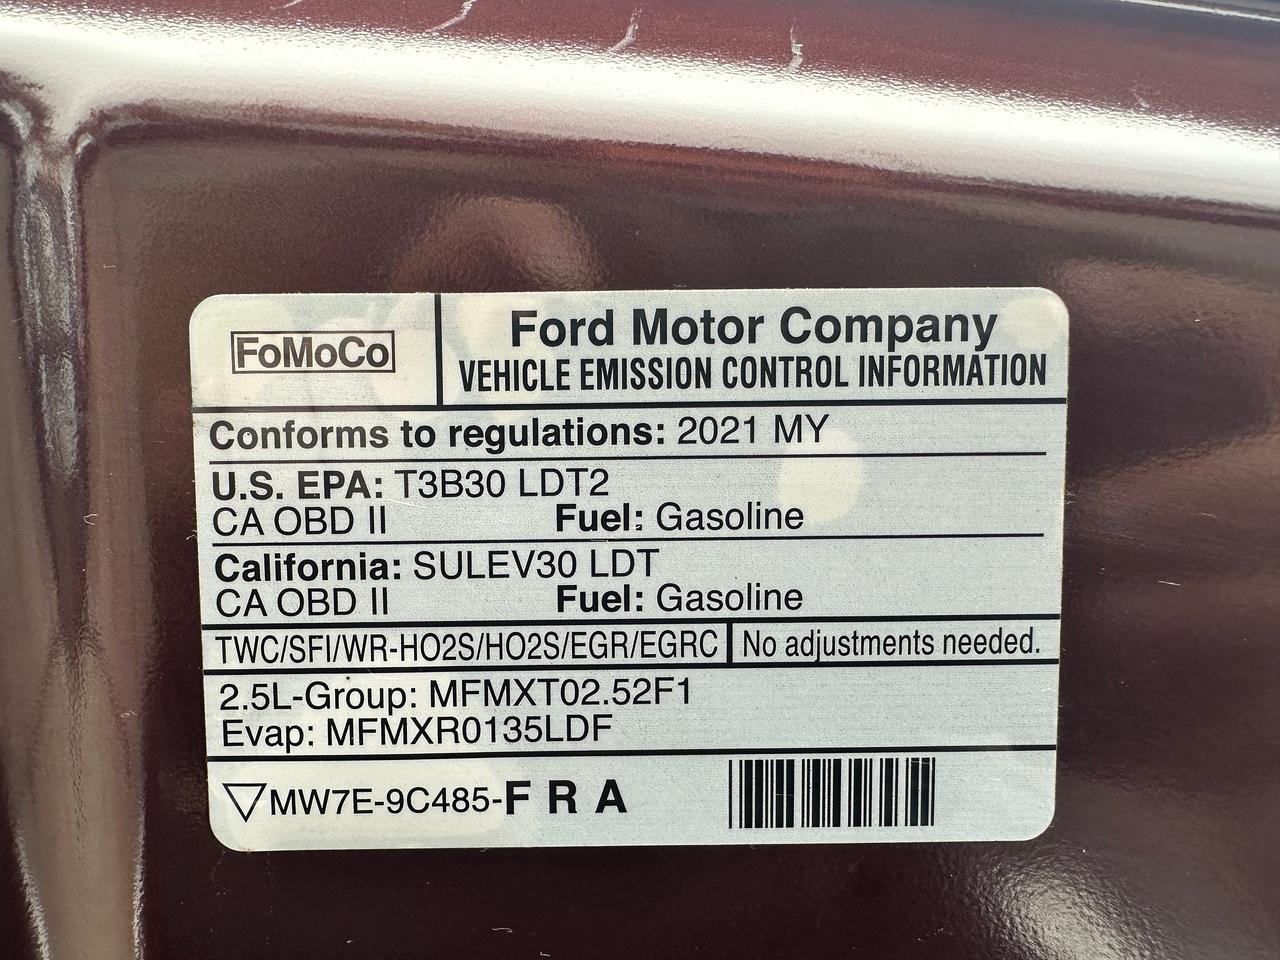 FoMoCo
Ford Motor Company
VEHICLE EMISSION CONTROL INFORMATION
Conforms to regulations: 2021 MY
U.S. EPA: T3B30 LDT2
CA OBD II Fuel: Gasoline
California: SULEV30 LDT
CA OBD II Fuel: Gasoline
TWC/SFI/WR-HO2S/HO2S/EGR/EGRC No adjustments needed.
2.5L-Group: MFMXT02.52F1
Evap: MFMXR0135LDF
MW7E-9C485-F R A